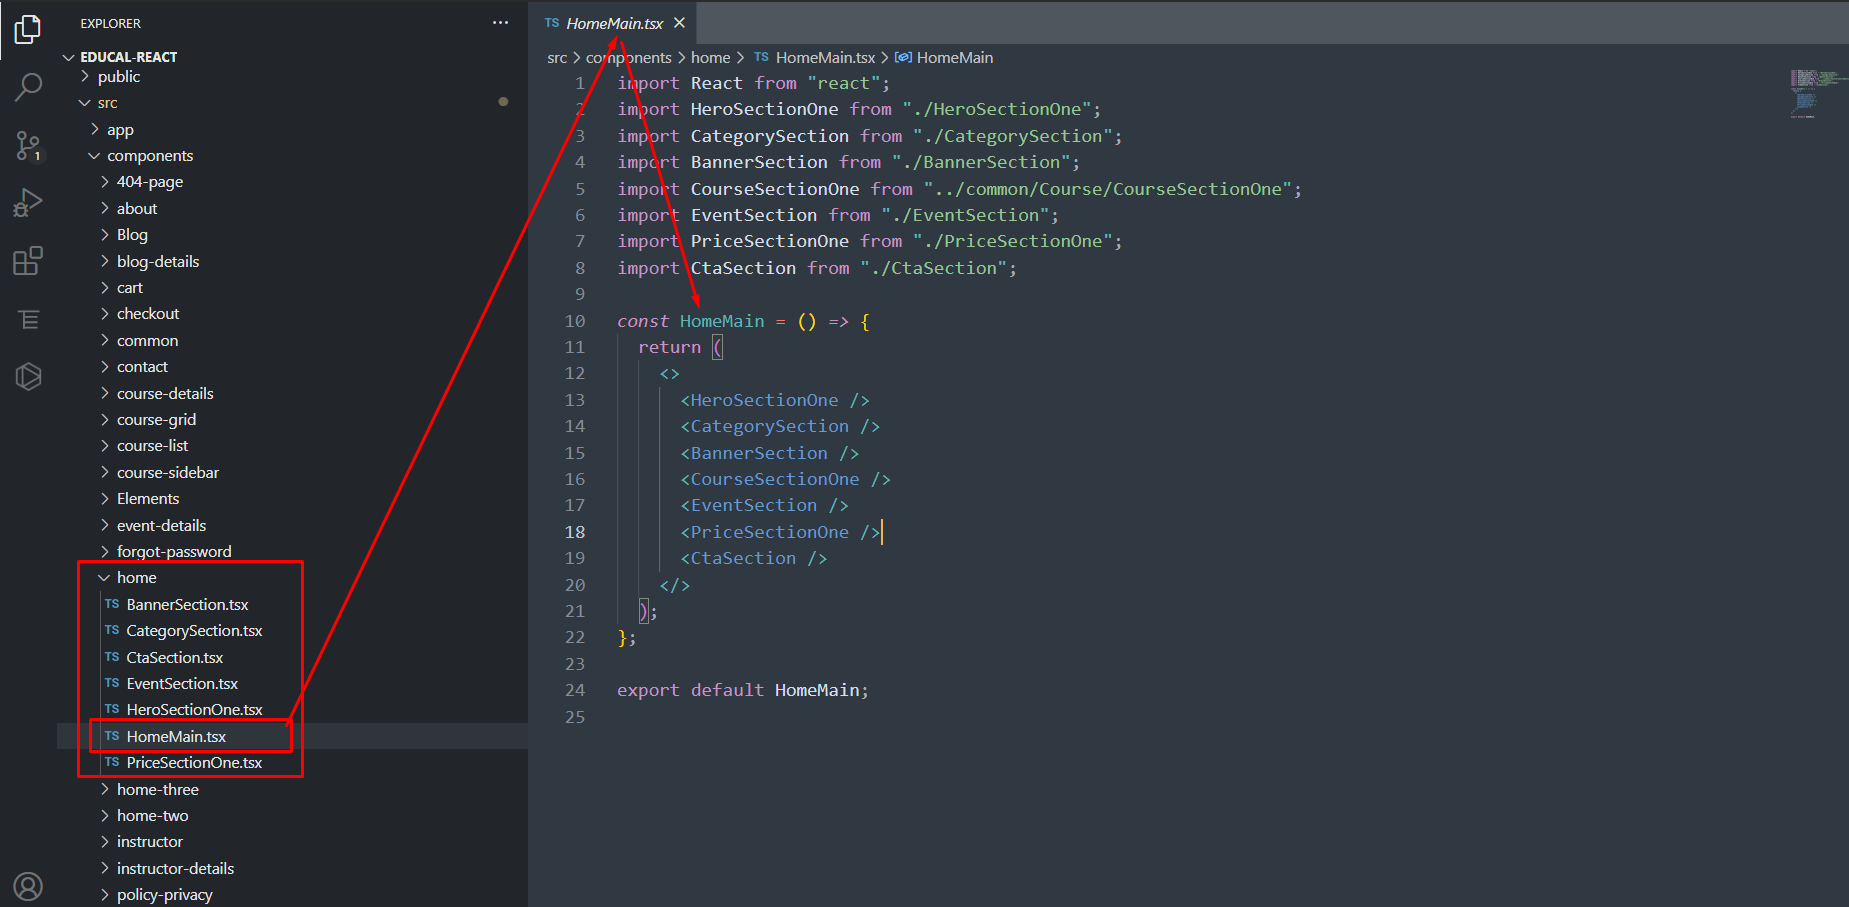 EXPLORER
EDUCAL-REACT
public
src
app
components
404-page
about
Blog
blog-details
cart
checkout
common
contact
course-details
course-grid
course-list
course-sidebar
Elements
event-details
forgot-password
home
TS BannerSection.tsx
TS CategorySection.tsx
TS CtaSection.tsx
TS EventSection.tsx
TS HeroSectionOne.tsx
TS HomeMain.tsx
TS PriceSectionOne.tsx
home-three
home-two
instructor
instructor-details
policy-privacy
1
TS HomeMain.tsx
src > components > home > TS HomeMain.tsx > HomeMain
1 import React from "react";
2 import HeroSectionOne from "./HeroSectionOne";
3 import CategorySection from "./CategorySection";
4 import BannerSection from "./BannerSection";
5 import CourseSectionOne from "../common/Course/CourseSectionOne";
6 import EventSection from "./EventSection";
7 import PriceSectionOne from "./PriceSectionOne";
8 import CtaSection from "./CtaSection";
9
10 const HomeMain = () => {
11 return (
12 <>
13 <HeroSectionOne />
14 <CategorySection />
15 <BannerSection />
16 <CourseSectionOne />
17 <EventSection />
18 <PriceSectionOne />
19 <CtaSection />
20 </>
21 );
22 };
23
24 export default HomeMain;
25